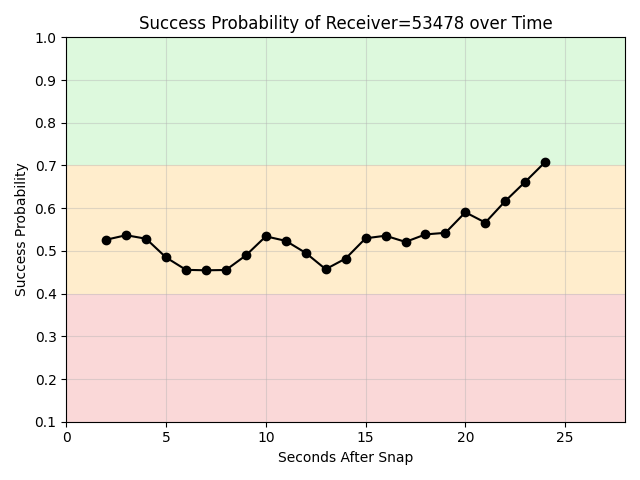 Success Probability of Receiver=53478 over Time
1.0
0.9
0.8
0.7
0.6
0.5
0.4
0.3
0.2
0.1
Success Probability
0 5 10 15 20 25
Seconds After Snap